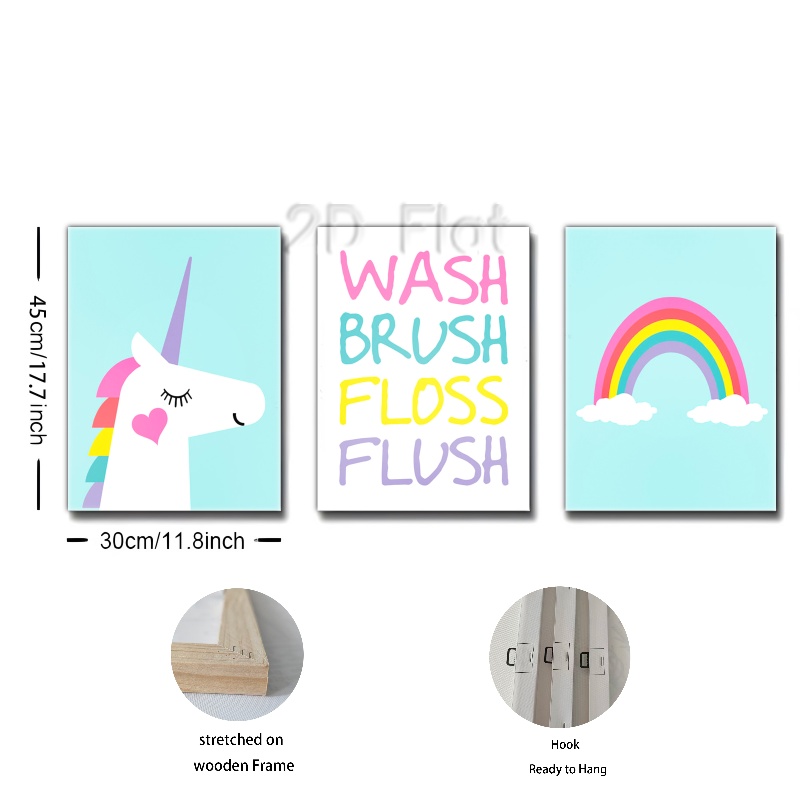 2D Flat
WASH
BRUSH
FLOSS
FLUSH
45cm/17.7inch
30cm/11.8inch
stretched on
wooden Frame
Hook
Ready to Hang